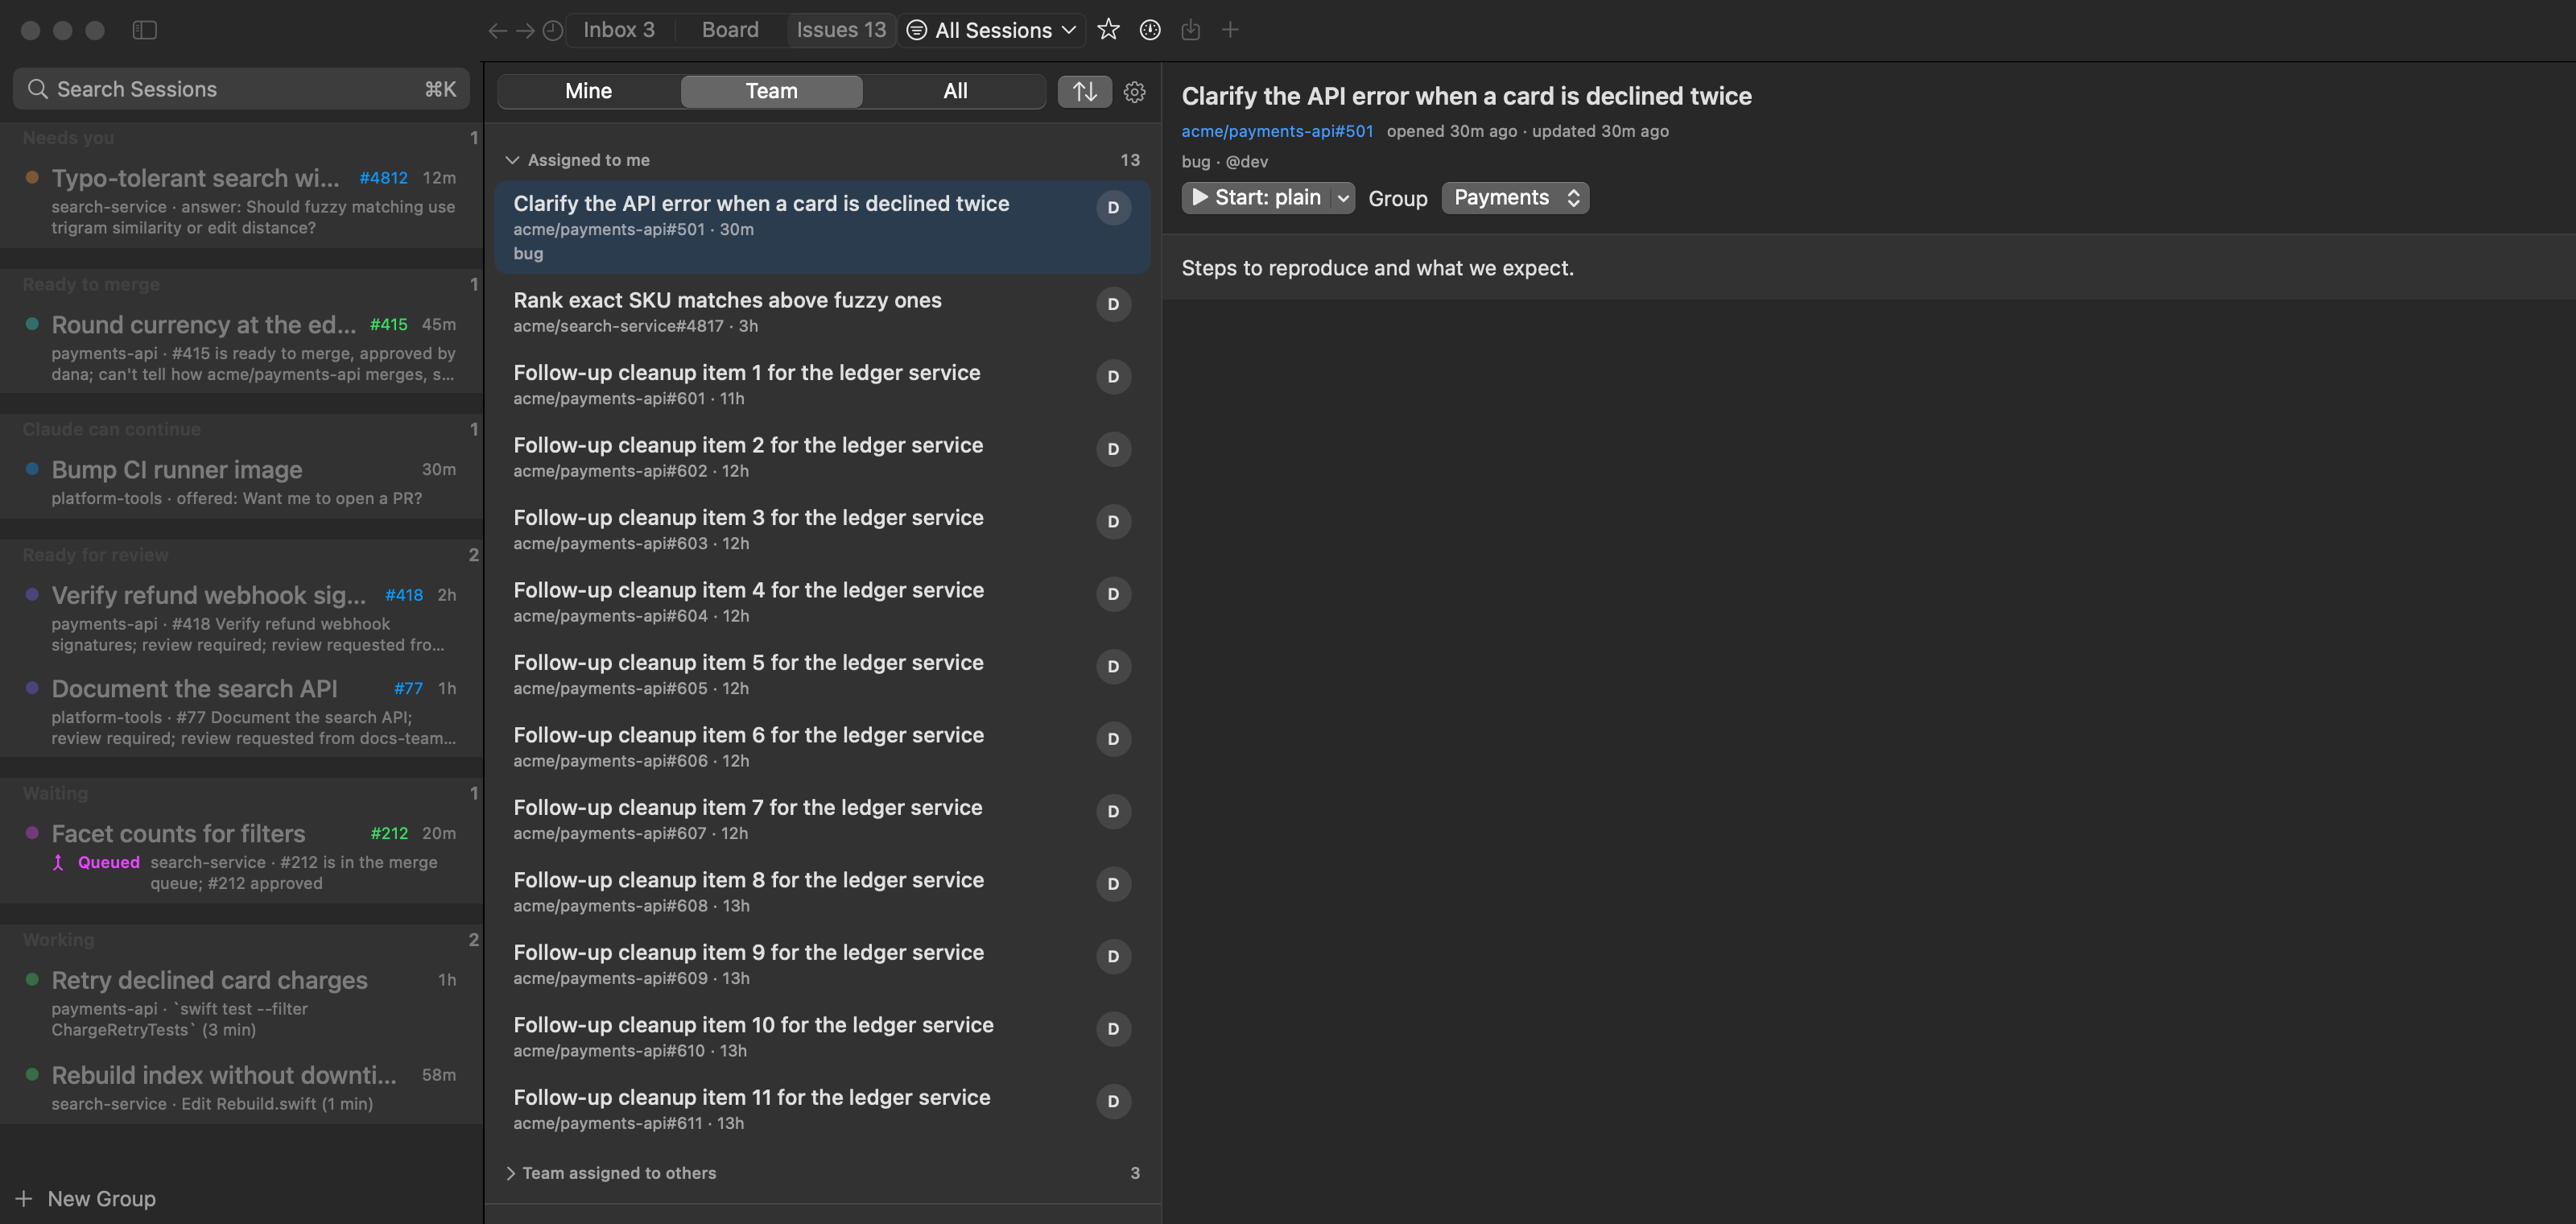 Inbox 3
Board
Issues 13
All Sessions
Search Sessions
⌘K
Needs you
1
Typo-tolerant search wi...
#4812
12m
search-service · answer: Should fuzzy matching use
trigram similarity or edit distance?
Ready to merge
1
Round currency at the ed...
#415
45m
payments-api · #415 is ready to merge, approved by
dana; can't tell how acme/payments-api merges, s...
Claude can continue
1
Bump CI runner image
30m
platform-tools · offered: Want me to open a PR?
Ready for review
2
Verify refund webhook sig...
#418
2h
payments-api · #418 Verify refund webhook
signatures; review required; review requested fro...
Document the search API
#77
1h
platform-tools · #77 Document the search API;
review required; review requested from docs-team...
Waiting
1
Facet counts for filters
#212
20m
Queued
search-service · #212 is in the merge
queue; #212 approved
Working
2
Retry declined card charges
1h
payments-api · `swift test --filter
ChargeRetryTests` (3 min)
Rebuild index without downti...
58m
search-service · Edit Rebuild.swift (1 min)
New Group
Mine
Team
All
Assigned to me
13
Clarify the API error when a card is declined twice
D
acme/payments-api#501 · 30m
bug
Rank exact SKU matches above fuzzy ones
D
acme/search-service#4817 · 3h
Follow-up cleanup item 1 for the ledger service
D
acme/payments-api#601 · 11h
Follow-up cleanup item 2 for the ledger service
D
acme/payments-api#602 · 12h
Follow-up cleanup item 3 for the ledger service
D
acme/payments-api#603 · 12h
Follow-up cleanup item 4 for the ledger service
D
acme/payments-api#604 · 12h
Follow-up cleanup item 5 for the ledger service
D
acme/payments-api#605 · 12h
Follow-up cleanup item 6 for the ledger service
D
acme/payments-api#606 · 12h
Follow-up cleanup item 7 for the ledger service
D
acme/payments-api#607 · 12h
Follow-up cleanup item 8 for the ledger service
D
acme/payments-api#608 · 13h
Follow-up cleanup item 9 for the ledger service
D
acme/payments-api#609 · 13h
Follow-up cleanup item 10 for the ledger service
D
acme/payments-api#610 · 13h
Follow-up cleanup item 11 for the ledger service
D
acme/payments-api#611 · 13h
Team assigned to others
3
Clarify the API error when a card is declined twice
acme/payments-api#501 opened 30m ago · updated 30m ago
bug · @dev
Start: plain
Group
Payments
Steps to reproduce and what we expect.